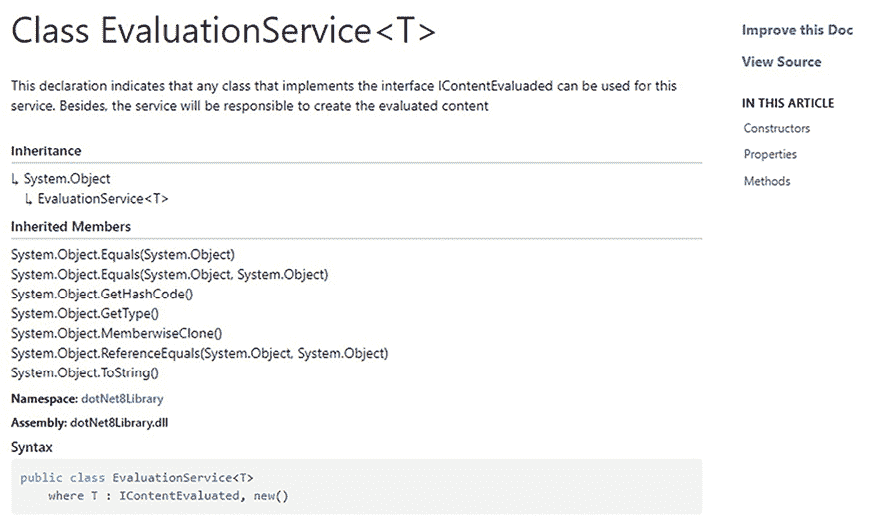 Class EvaluationService<T>
This declaration indicates that any class that implements the interface IContentEvaluaded can be used for this
service. Besides, the service will be responsible to create the evaluated content
Inheritance
↳ System.Object
↳ EvaluationService<T>
Inherited Members
System.Object.Equals(System.Object)
System.Object.Equals(System.Object, System.Object)
System.Object.GetHashCode()
System.Object.GetType()
System.Object.MemberwiseClone()
System.Object.ReferenceEquals(System.Object, System.Object)
System.Object.ToString()
Namespace: dotNet8Library
Assembly: dotNet8Library.dll
Syntax
public class EvaluationService<T>
where T : IContentEvaluated, new()
Improve this Doc
View Source
IN THIS ARTICLE
Constructors
Properties
Methods